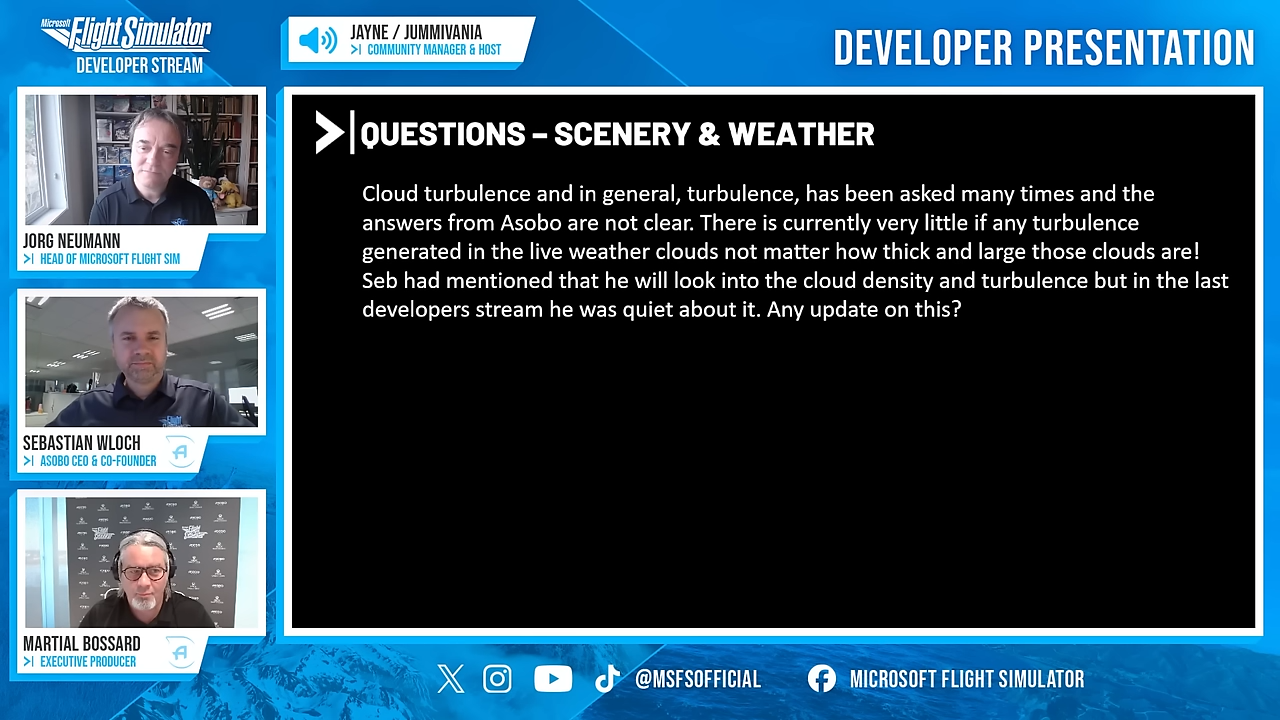 Microsoft
Flight Simulator
DEVELOPER STREAM
JAYNE / JUMMIVANIA
>| COMMUNITY MANAGER & HOST
DEVELOPER PRESENTATION
JORG NEUMANN
>| HEAD OF MICROSOFT FLIGHT SIM
SEBASTIAN WLOCH
>| ASOBO CEO & CO-FOUNDER
MARTIAL BOSSARD
>| EXECUTIVE PRODUCER
QUESTIONS – SCENERY & WEATHER
Cloud turbulence and in general, turbulence, has been asked many times and the
answers from Asobo are not clear. There is currently very little if any turbulence
generated in the live weather clouds not matter how thick and large those clouds are!
Seb had mentioned that he will look into the cloud density and turbulence but in the last
developers stream he was quiet about it. Any update on this?
@MSFSOFFICIAL
MICROSOFT FLIGHT SIMULATOR